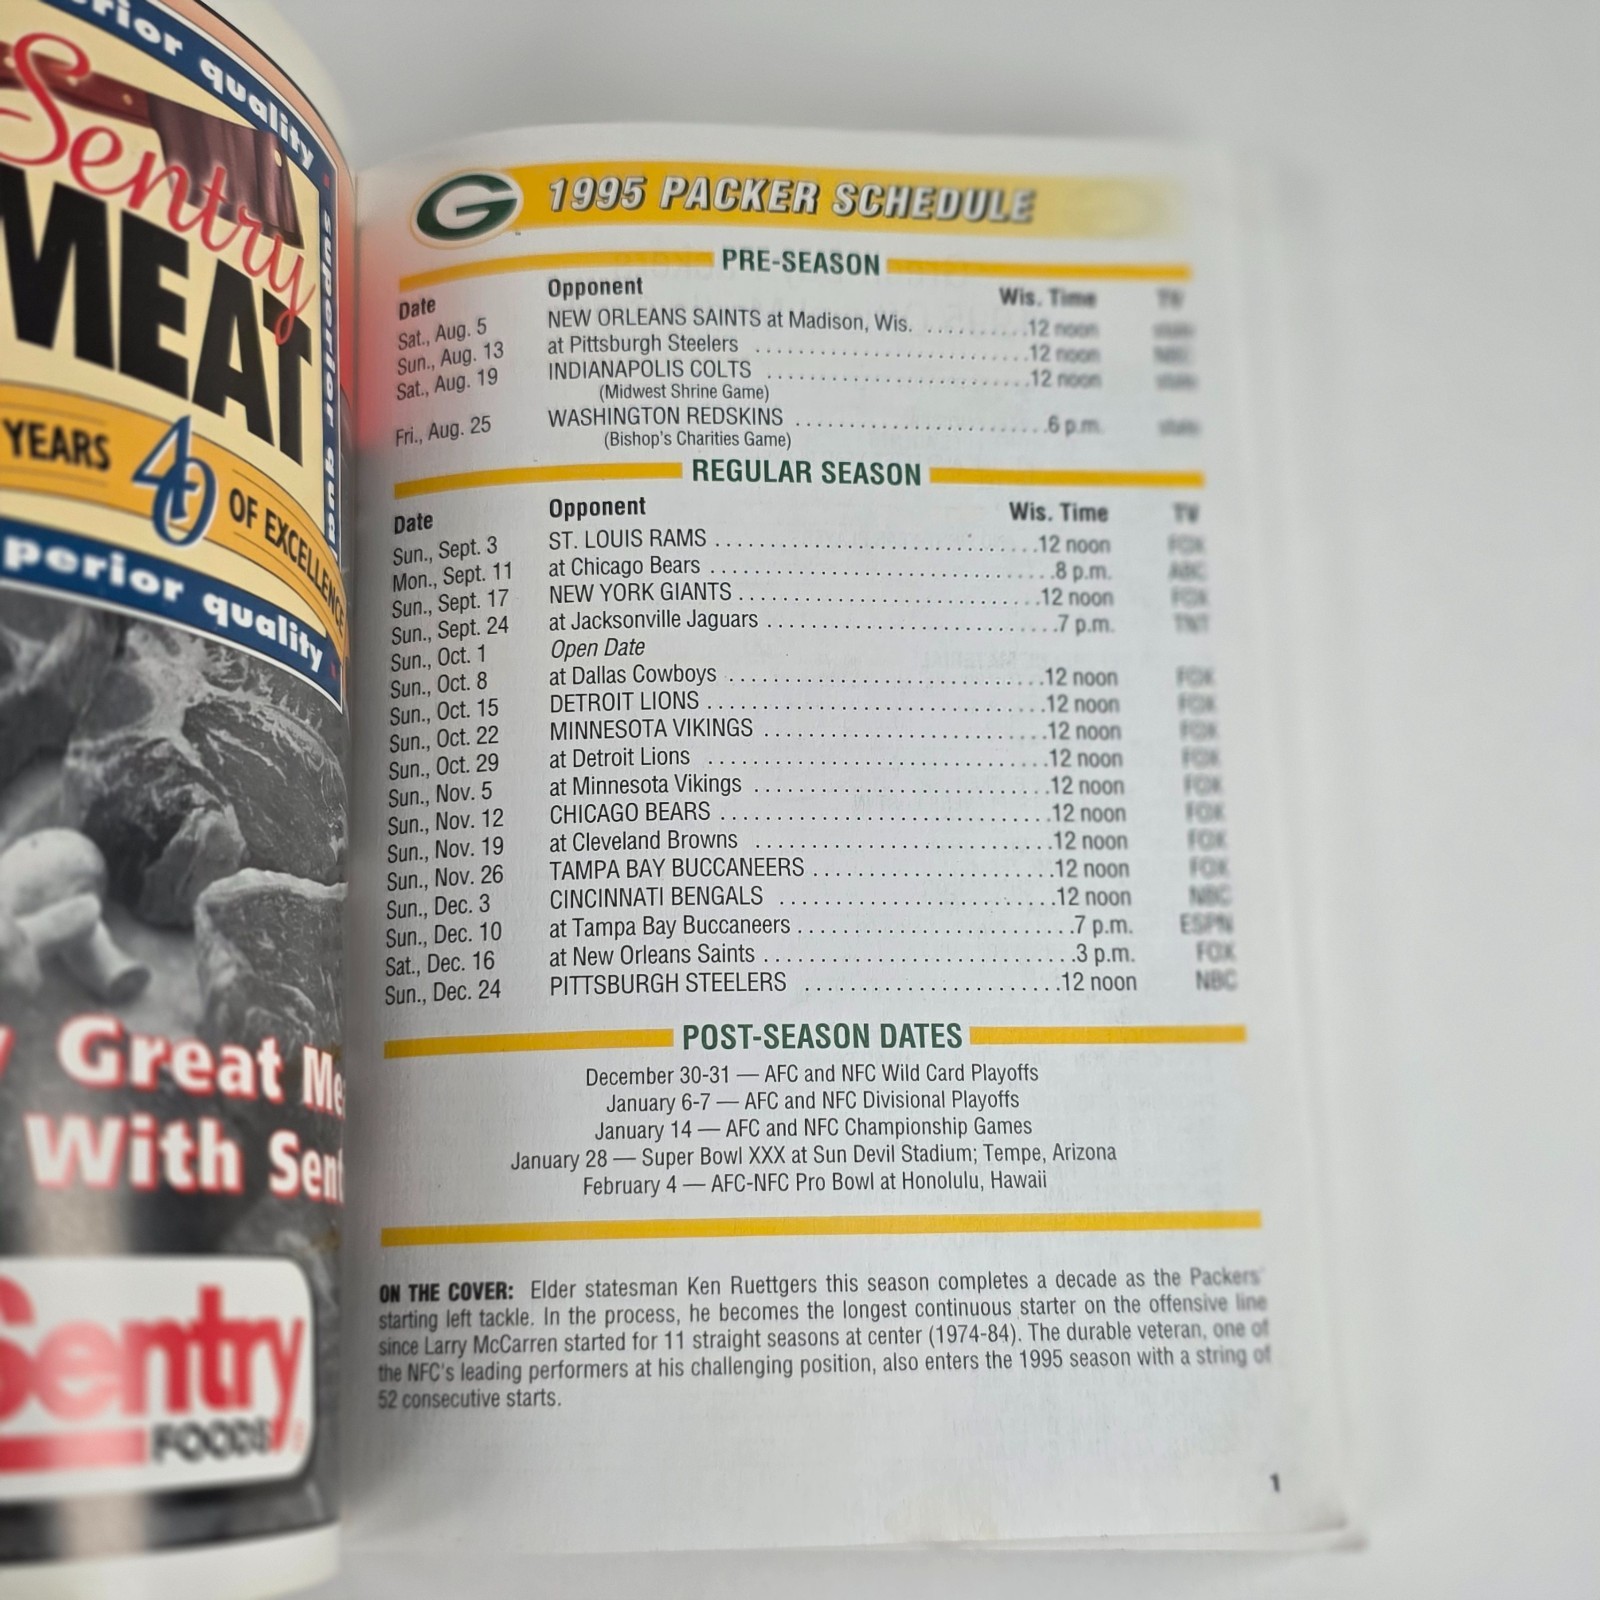 rior quality
Sentry
MEAT
superior qua
YEARS 40 OF EXCELLENCE
perior quality
Great Me
With Sent
Sentry
FOODS
G
1995 PACKER SCHEDULE
PRE-SEASON
Date Opponent Wis. Time TV
Sat., Aug. 5 NEW ORLEANS SAINTS at Madison, Wis. ..........12 noon
Sun., Aug. 13 at Pittsburgh Steelers ..........12 noon NBC
Sat., Aug. 19 INDIANAPOLIS COLTS ..........12 noon
(Midwest Shrine Game)
Fri., Aug. 25 WASHINGTON REDSKINS ..........6 p.m.
(Bishop's Charities Game)
REGULAR SEASON
Date Opponent Wis. Time TV
Sun., Sept. 3 ST. LOUIS RAMS ..........12 noon FOX
Mon., Sept. 11 at Chicago Bears ..........8 p.m. ABC
Sun., Sept. 17 NEW YORK GIANTS ..........12 noon FOX
Sun., Sept. 24 at Jacksonville Jaguars ..........7 p.m. TNT
Sun., Oct. 1 Open Date
Sun., Oct. 8 at Dallas Cowboys ..........12 noon FOX
Sun., Oct. 15 DETROIT LIONS ..........12 noon FOX
Sun., Oct. 22 MINNESOTA VIKINGS ..........12 noon FOX
Sun., Oct. 29 at Detroit Lions ..........12 noon FOX
Sun., Nov. 5 at Minnesota Vikings ..........12 noon FOX
Sun., Nov. 12 CHICAGO BEARS ..........12 noon FOX
Sun., Nov. 19 at Cleveland Browns ..........12 noon FOX
Sun., Nov. 26 TAMPA BAY BUCCANEERS ..........12 noon FOX
Sun., Dec. 3 CINCINNATI BENGALS ..........12 noon NBC
Sun., Dec. 10 at Tampa Bay Buccaneers ..........7 p.m. ESPN
Sat., Dec. 16 at New Orleans Saints ..........3 p.m. FOX
Sun., Dec. 24 PITTSBURGH STEELERS ..........12 noon NBC
POST-SEASON DATES
December 30-31 — AFC and NFC Wild Card Playoffs
January 6-7 — AFC and NFC Divisional Playoffs
January 14 — AFC and NFC Championship Games
January 28 — Super Bowl XXX at Sun Devil Stadium; Tempe, Arizona
February 4 — AFC-NFC Pro Bowl at Honolulu, Hawaii
ON THE COVER: Elder statesman Ken Ruettgers this season completes a decade as the Packers'
starting left tackle. In the process, he becomes the longest continuous starter on the offensive line
since Larry McCarren started for 11 straight seasons at center (1974-84). The durable veteran, one of
the NFC's leading performers at his challenging position, also enters the 1995 season with a string of
52 consecutive starts.
1